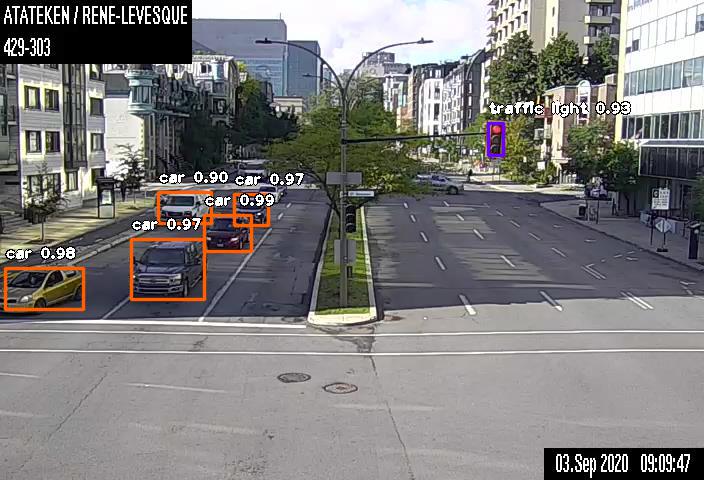 ATATEKEN / RENE-LEVESQUE
429-303
traffic light 0.93
car 0.90
car 0.97
car 0.99
car 0.97
car 0.98
03.Sep 2020 09:09:47